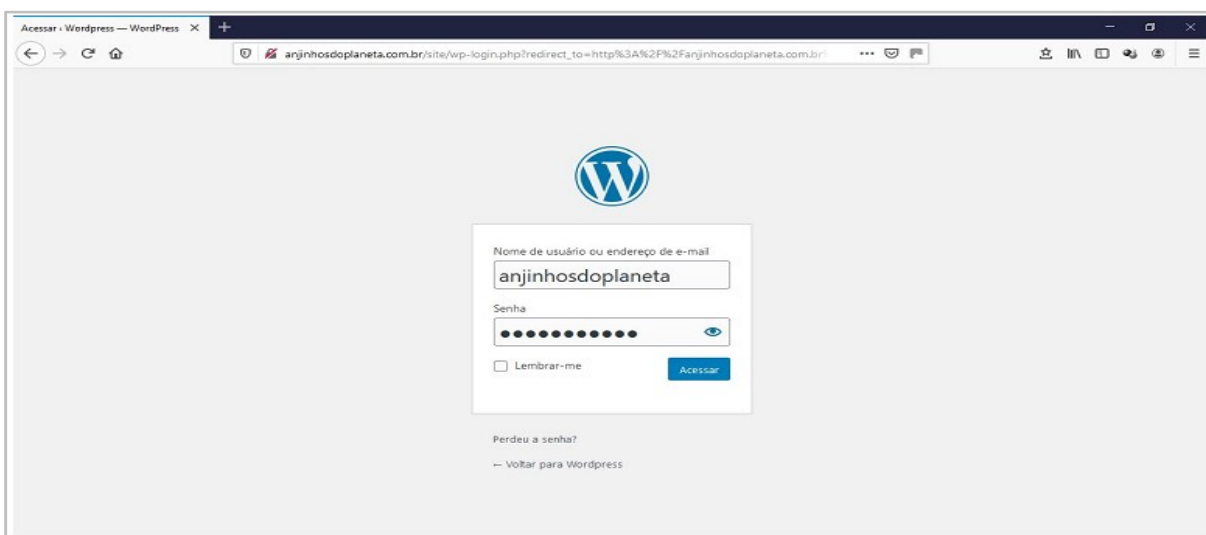 Acessar ‹ Wordpress — WordPress
anjinhosdoplaneta.com.br/site/wp-login.php?redirect_to=http%3A%2F%2Fanjinhosdoplaneta.com.br
Nome de usuário ou endereço de e-mail
anjinhosdoplaneta
Senha
Lembrar-me
Acessar
Perdeu a senha?
← Voltar para Wordpress